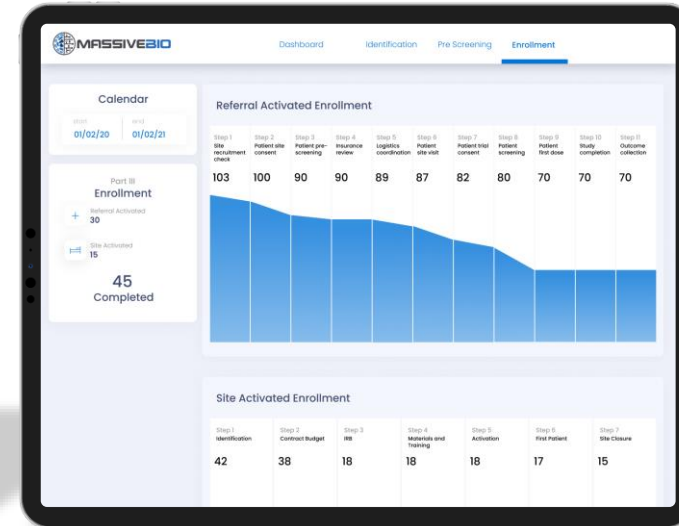 MASSIVEBIO
Dashboard Identification Pre Screening Enrollment
Calendar
start end
01/02/20 01/02/21
Part III
Enrollment
Referral Activated
30
Site Activated
15
45
Completed
Referral Activated Enrollment
Step 1 Step 2 Step 3 Step 4 Step 5 Step 6 Step 7 Step 8 Step 9 Step 10 Step 11
Site recruitment check Patient site consent Patient pre-screening Insurance review Logistics coordination Patient site visit Patient trial consent Patient screening Patient first dose Study completion Outcome collection
103 100 90 90 89 87 82 80 70 70 70
Site Activated Enrollment
Step 1 Step 2 Step 3 Step 4 Step 5 Step 6 Step 7
Identification Contract Budget IRB Materials and Training Activation First Patient Site Closure
42 38 18 18 18 17 15